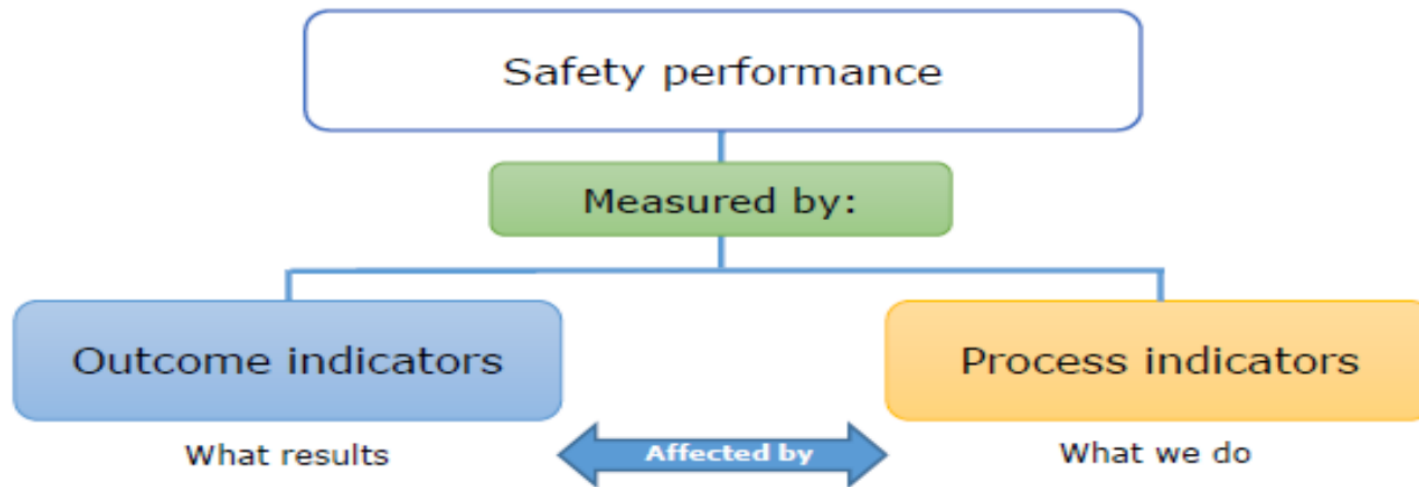 Safety performance
Measured by:
Outcome indicators
Process indicators
What results
Affected by
What we do